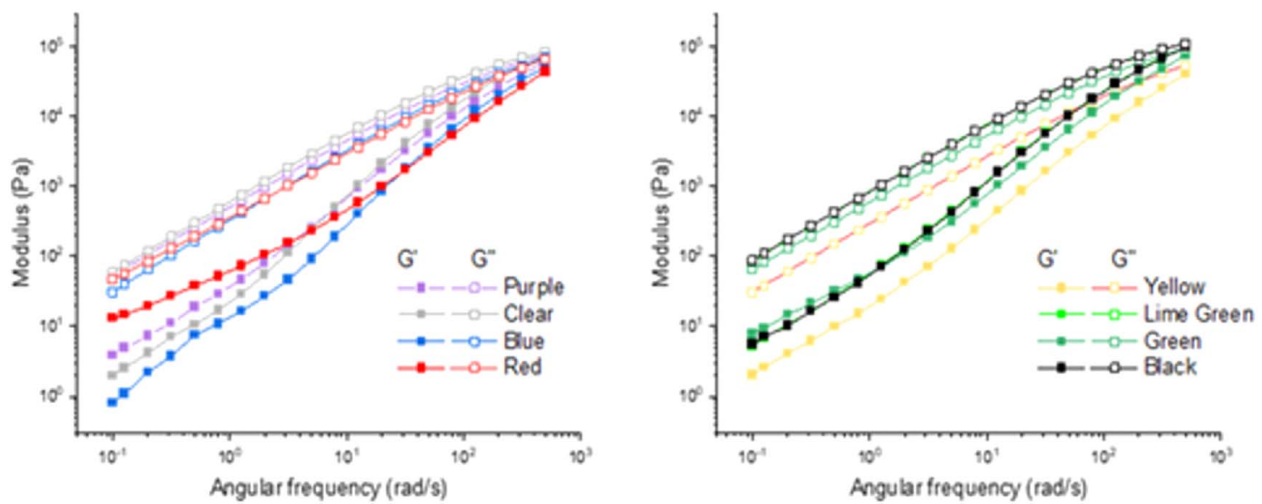 10⁵
10⁴
10³
10²
10¹
10⁰
Modulus (Pa)
G' G''
Purple
Clear
Blue
Red
10⁻¹ 10⁰ 10¹ 10² 10³
Angular frequency (rad/s)
10⁵
10⁴
10³
10²
10¹
10⁰
Modulus (Pa)
G' G''
Yellow
Lime Green
Green
Black
10⁻¹ 10⁰ 10¹ 10² 10³
Angular frequency (rad/s)